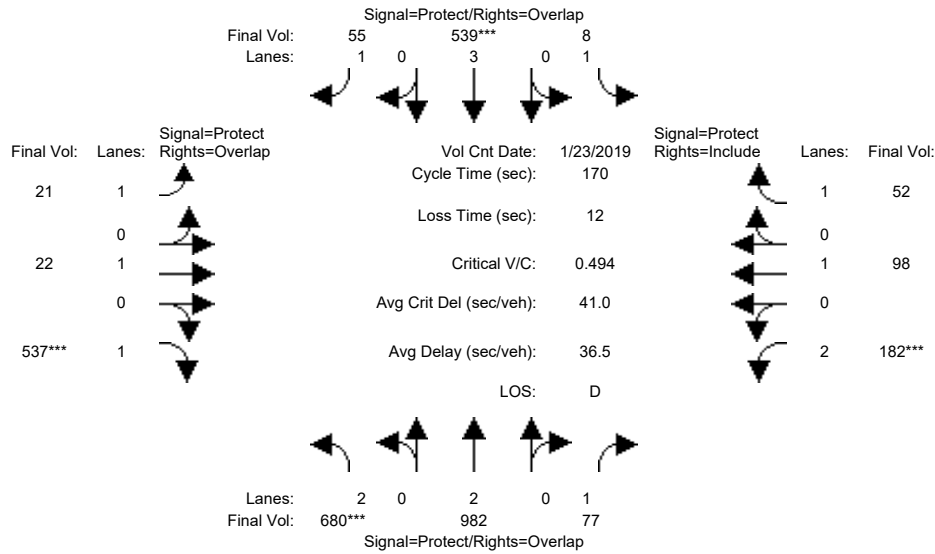 Signal=Protect/Rights=Overlap
Final Vol: 55 539*** 8
Lanes: 1 0 3 0 1
Signal=Protect Signal=Protect
Final Vol: Lanes: Rights=Overlap Vol Cnt Date: 1/23/2019 Rights=Include Lanes: Final Vol:
Cycle Time (sec): 170
21 1 1 52
Loss Time (sec): 12
0 0
22 1 Critical V/C: 0.494 1 98
0 Avg Crit Del (sec/veh): 41.0 0
537*** 1 Avg Delay (sec/veh): 36.5 2 182***
LOS: D
Lanes: 2 0 2 0 1
Final Vol: 680*** 982 77
Signal=Protect/Rights=Overlap